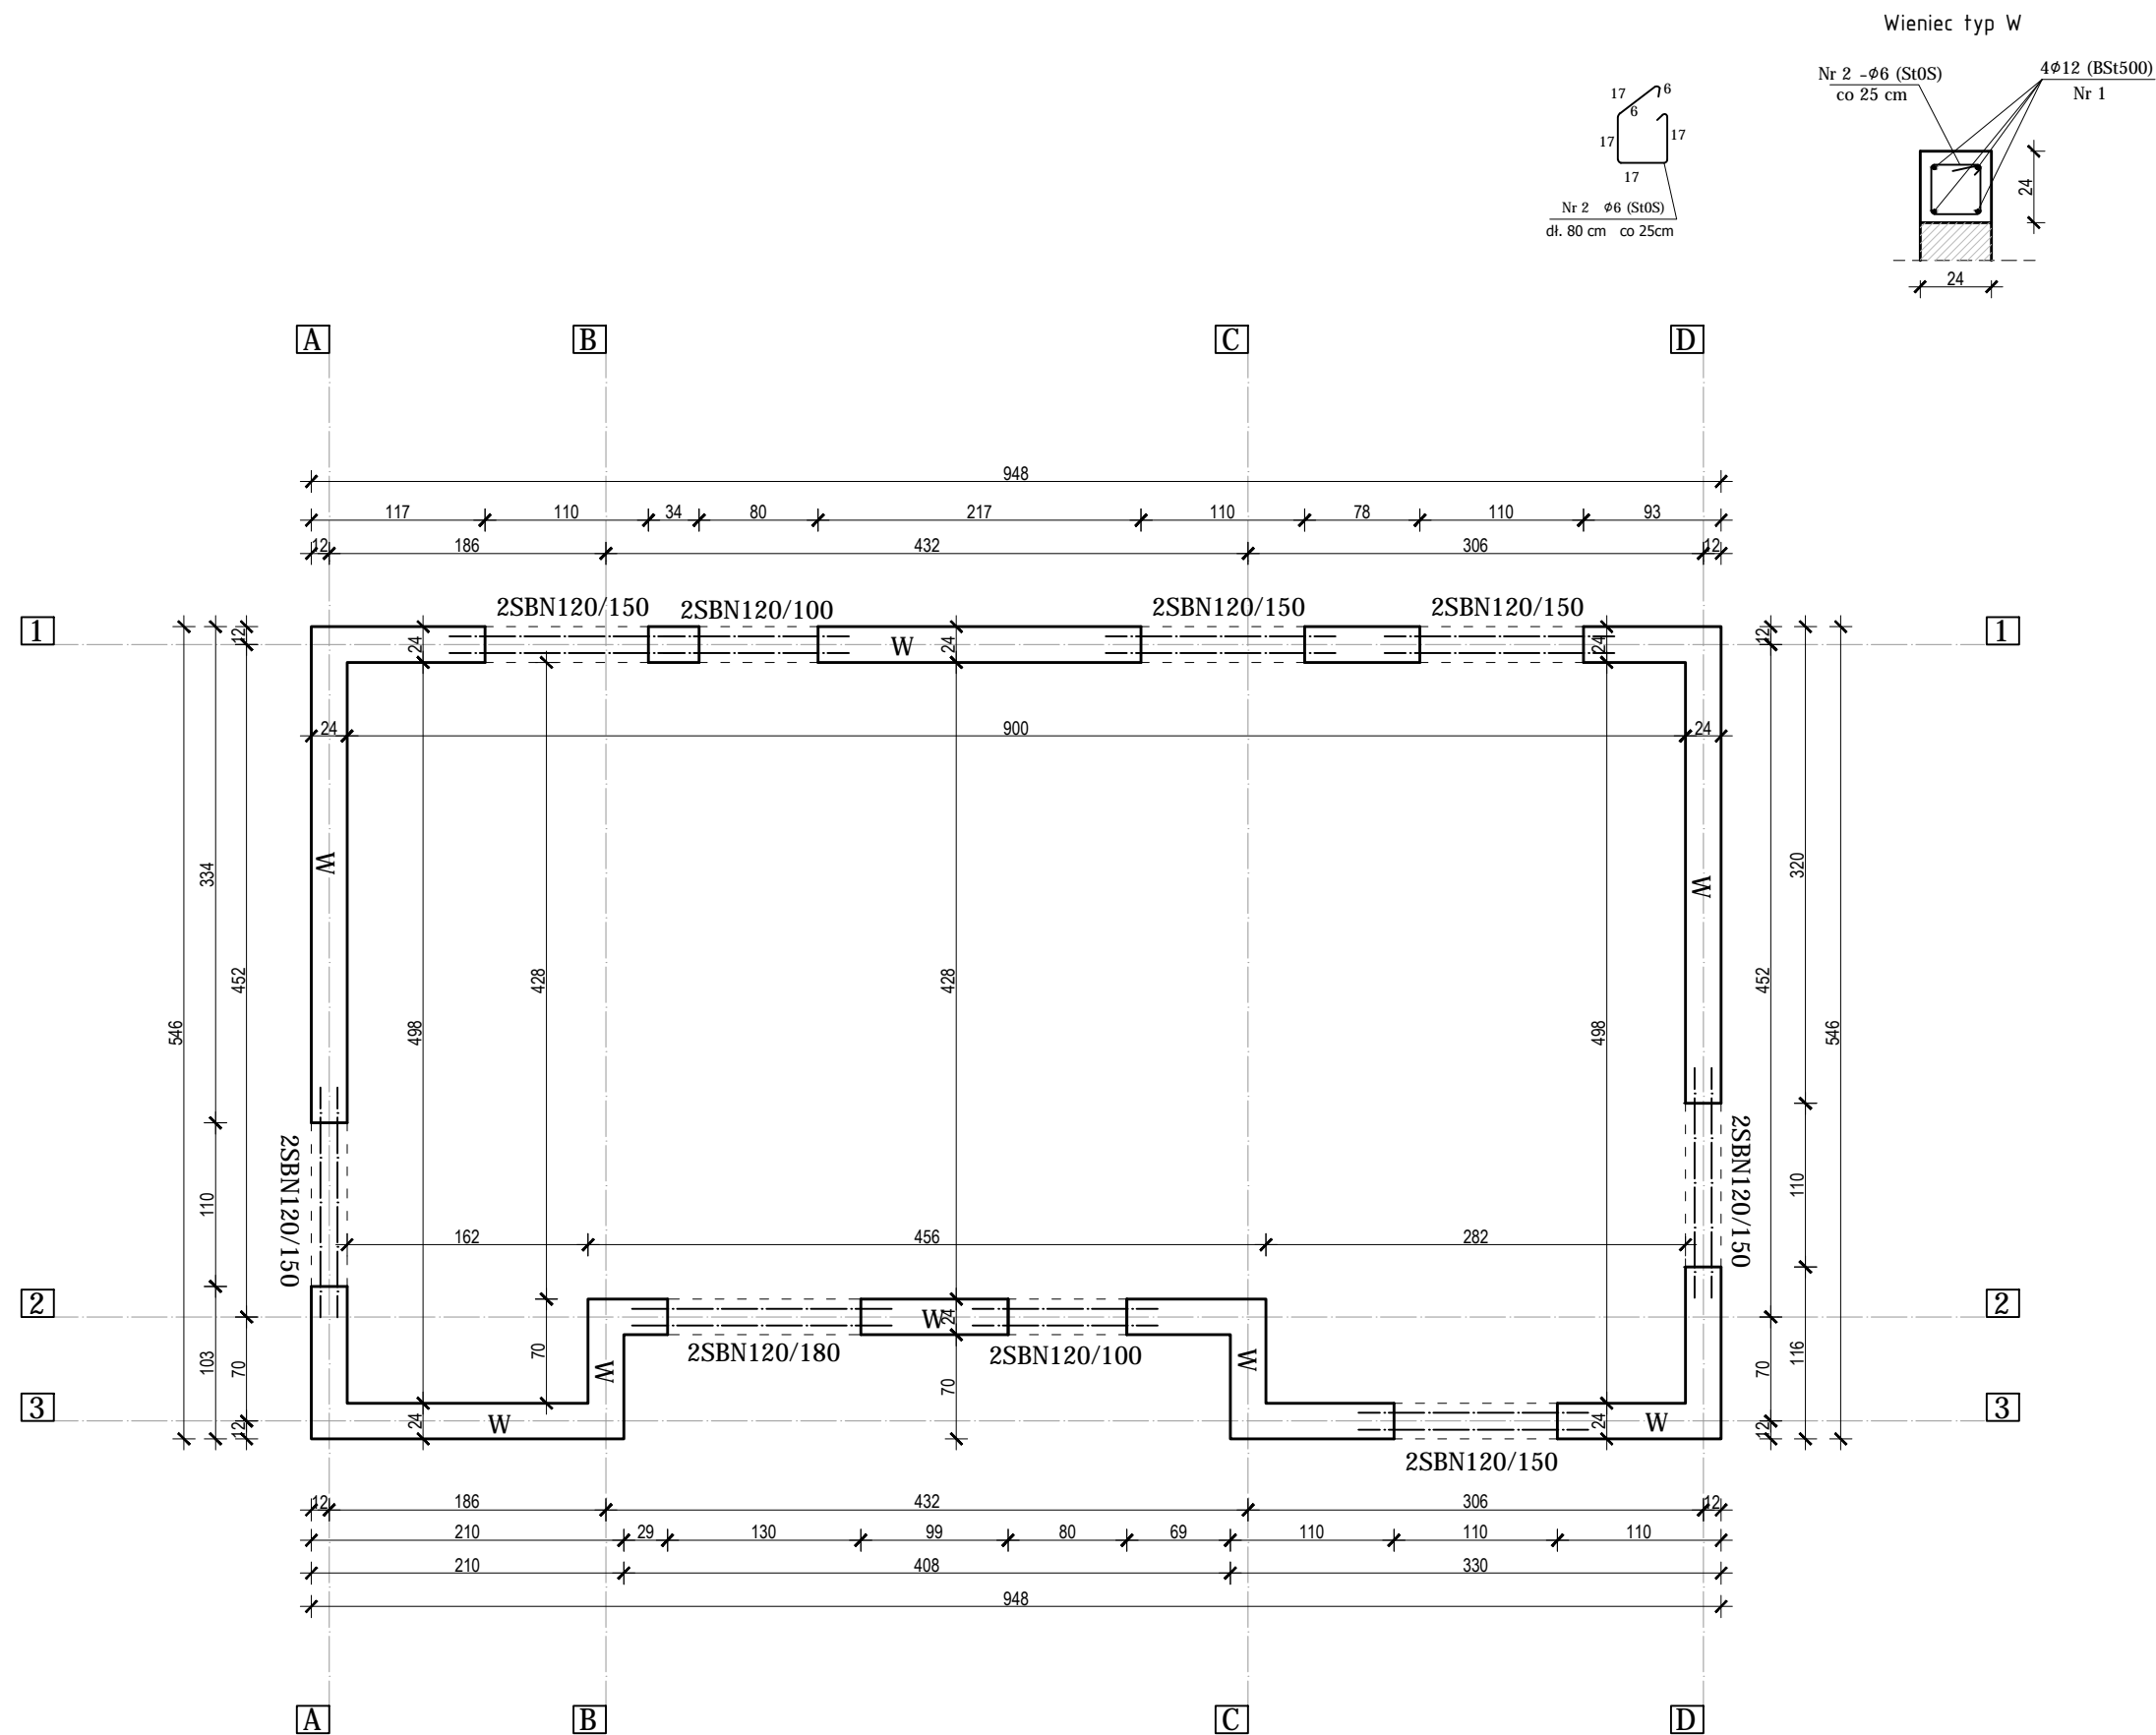 Wieniec typ W
Nr 2 -ϕ6 (St0S)
co 25 cm
4ϕ12 (BSt500)
Nr 1
24
24
17
6
6
17
17
17
Nr 2 ϕ6 (St0S)
dł. 80 cm co 25cm
A
B
C
D
948
117
110
34
80
217
110
78
110
93
12
186
432
306
12
2SBN120/150
2SBN120/100
2SBN120/150
2SBN120/150
1
1
12
24
W
24
24
12
24
900
24
334
W
W
320
452
428
428
452
546
498
498
546
2SBN120/150
110
110
2SBN120/150
162
456
282
2
2
W
24
2SBN120/180
2SBN120/100
103
70
70
W
70
W
70
116
3
3
12
24
W
24
W
12
2SBN120/150
12
186
432
306
12
210
29
130
99
80
69
110
110
110
210
408
330
948
A
B
C
D